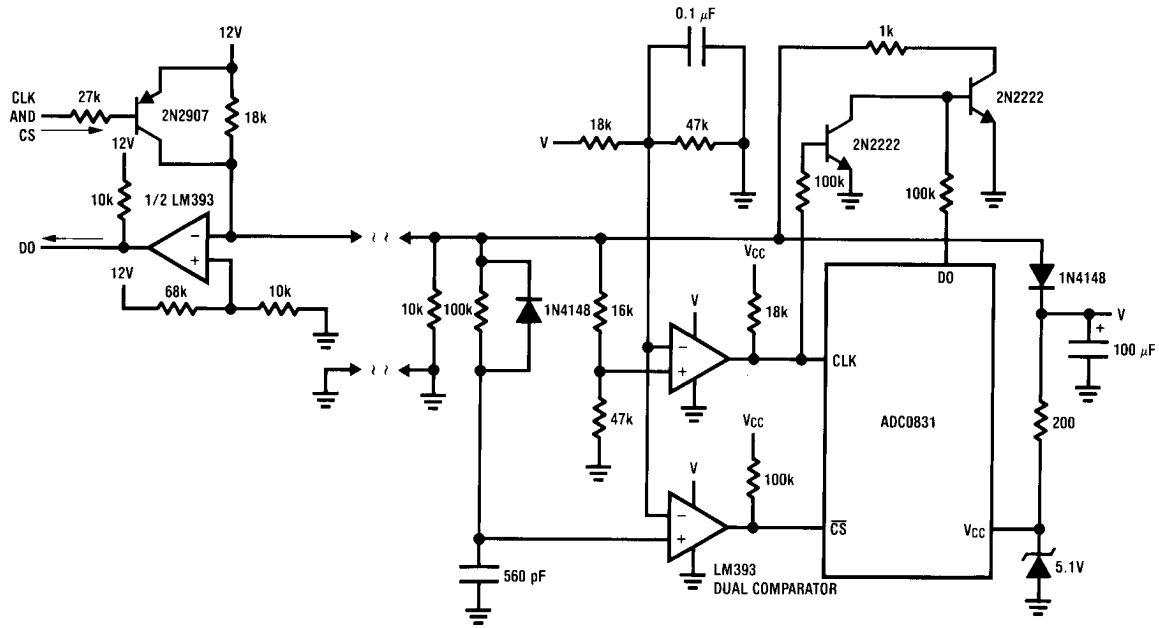 12V
CLK
AND
CS
27k
2N2907
18k
12V
10k
1/2 LM393
−
+
DO
12V
68k
10k
0.1 μF
18k
47k
V
1k
2N2222
2N2222
100k
100k
10k
100k
1N4148
16k
47k
V
−
+
VCC
18k
CLK
DO
ADC0831
1N4148
V
+
100 μF
200
V
−
+
VCC
100k
CS
VCC
5.1V
560 pF
LM393
DUAL COMPARATOR